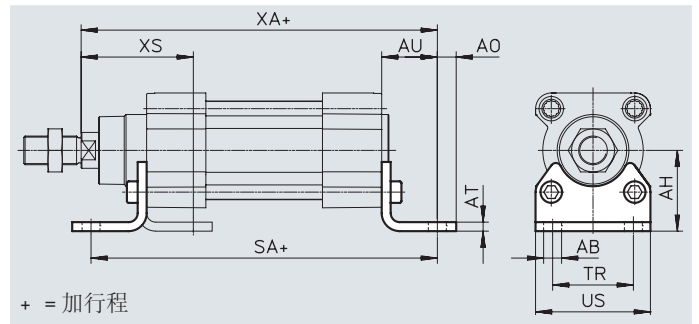 XA+
XS
AU
AO
AT
SA+
AH
AB
TR
US
+ = 加行程